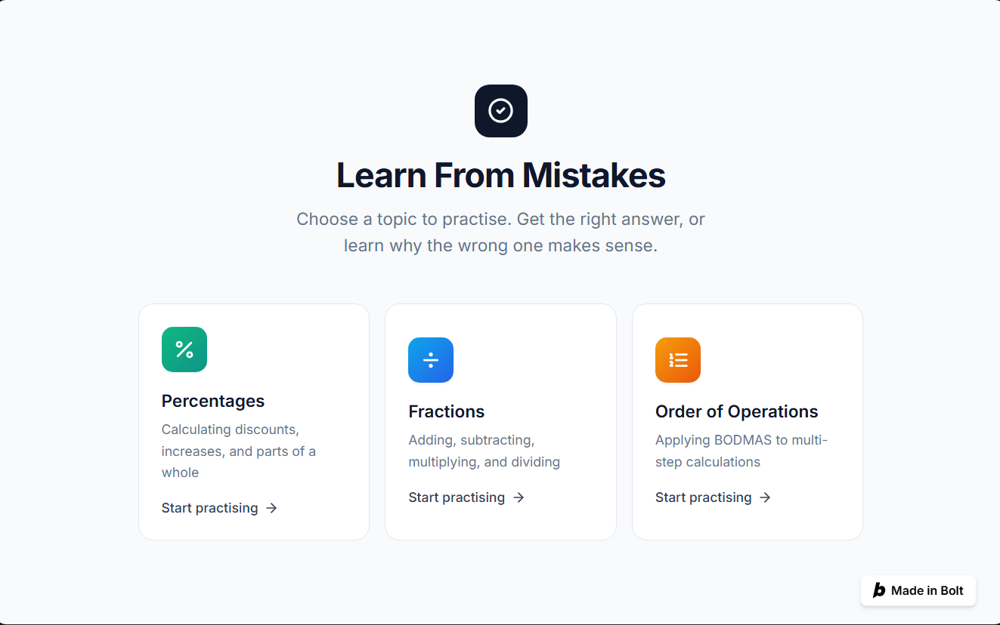 Learn From Mistakes
Choose a topic to practise. Get the right answer, or
learn why the wrong one makes sense.
Percentages
Calculating discounts,
increases, and parts of a
whole
Start practising →
Fractions
Adding, subtracting,
multiplying, and dividing
Start practising →
Order of Operations
Applying BODMAS to multi-
step calculations
Start practising →
b Made in Bolt